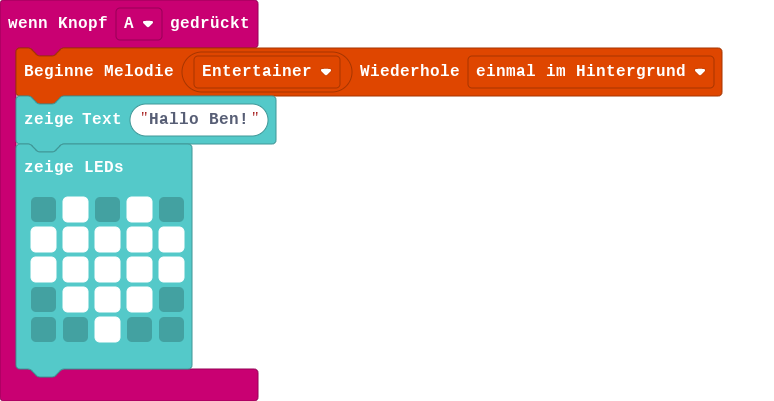 wenn Knopf A gedrückt
Beginne Melodie Entertainer Wiederhole einmal im Hintergrund
zeige Text "Hallo Ben!"
zeige LEDs